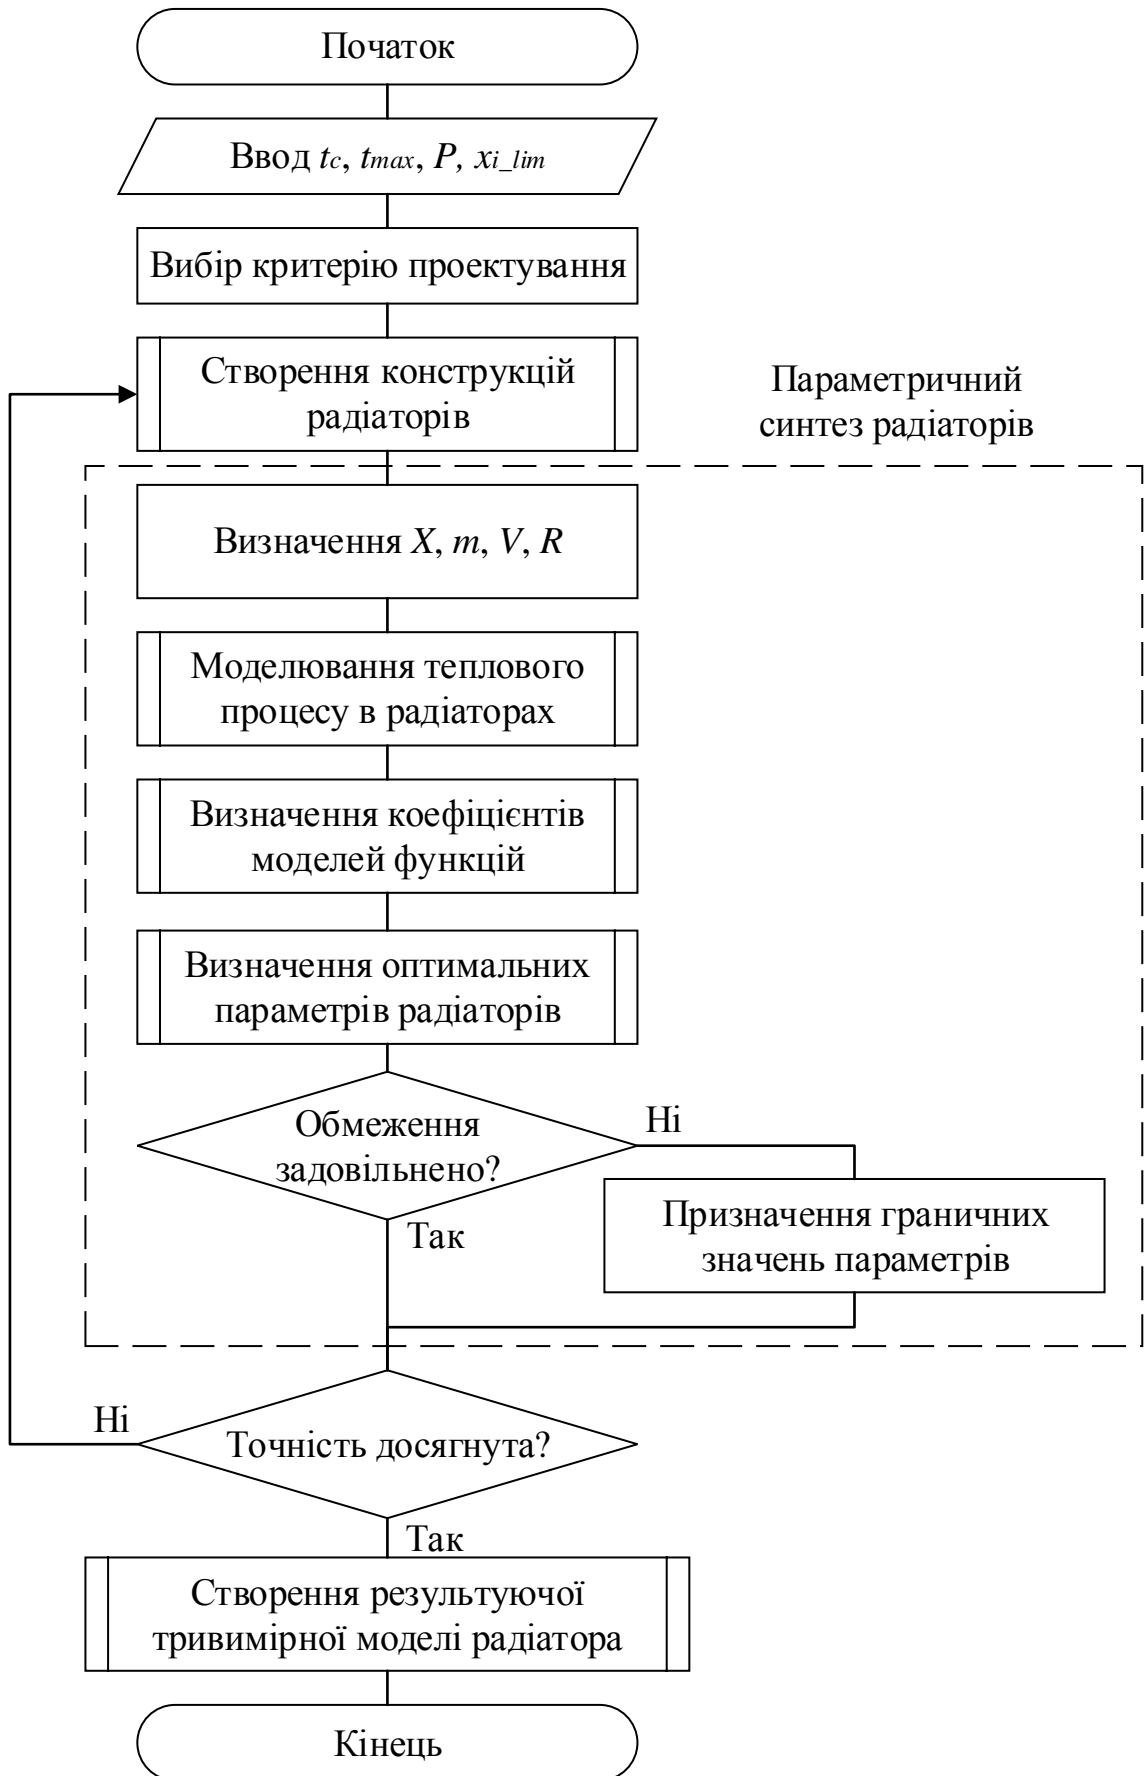 Початок
Ввод tc, tmax, P, xi_lim
Вибір критерію проектування
Створення конструкцій
радіаторів
Параметричний
синтез радіаторів
Визначення X, m, V, R
Моделювання теплового
процесу в радіаторах
Визначення коефіцієнтів
моделей функцій
Визначення оптимальних
параметрів радіаторів
Обмеження
задовільнено?
Ні
Так
Призначення граничних
значень параметрів
Ні
Точність досягнута?
Так
Створення результуючої
тривимірної моделі радіатора
Кінець